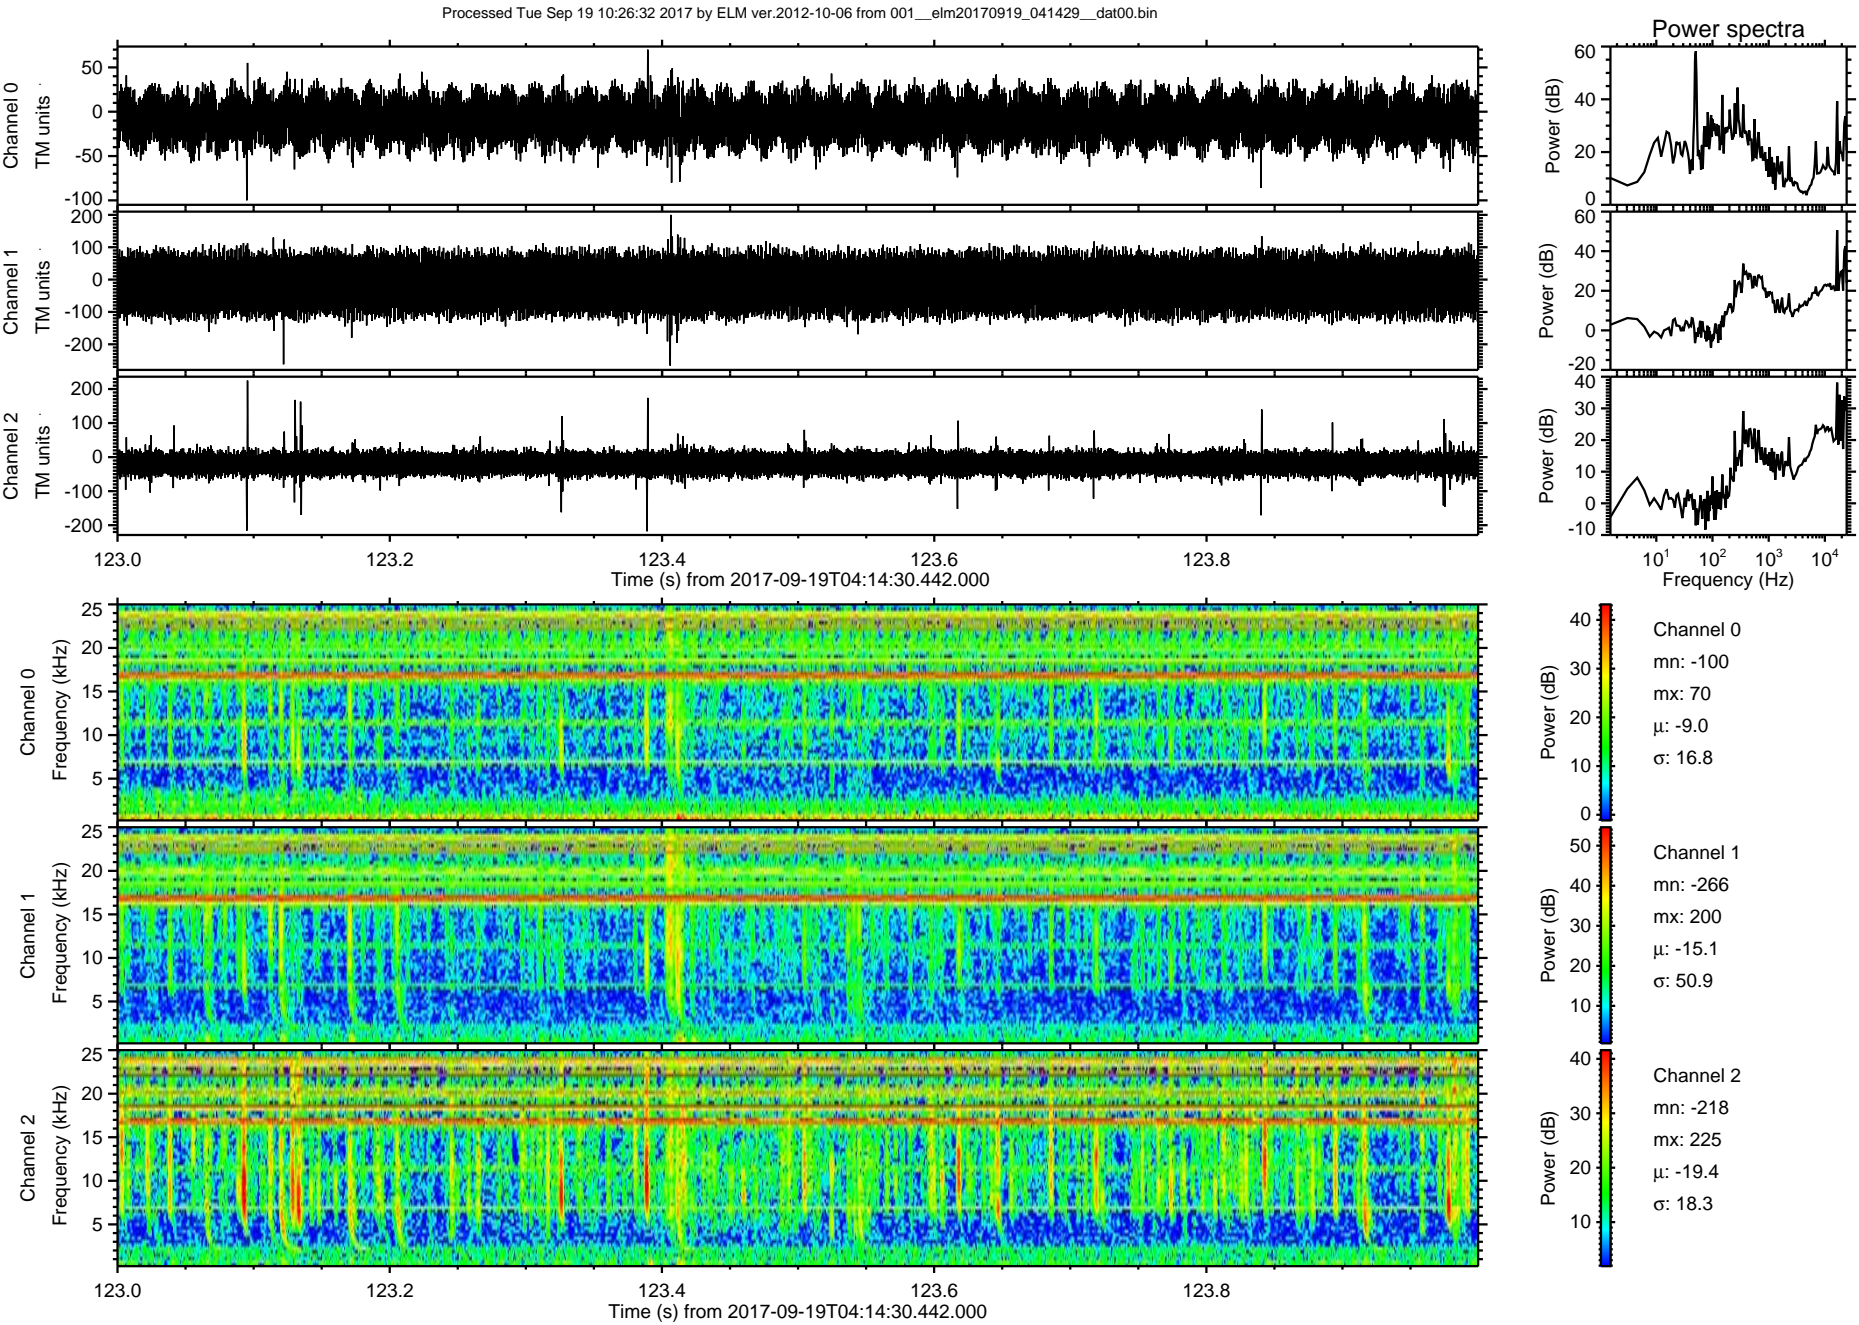 Processed Tue Sep 19 10:26:32 2017 by ELM ver.2012-10-06 from 001__elm20170919_041429__dat00.bin
Power spectra
Channel 0
TM units
50
0
-50
-100
Power (dB)
60
40
20
0
Channel 1
TM units
200
100
0
-100
-200
Power (dB)
60
40
20
0
-20
Channel 2
TM units
200
100
0
-100
-200
Power (dB)
40
30
20
10
0
-10
123.0 123.2 123.4 123.6 123.8
Time (s) from 2017-09-19T04:14:30.442.000
10¹ 10² 10³ 10⁴
Frequency (Hz)
Channel 0
Frequency (kHz)
25
20
15
10
5
Power (dB)
40
30
20
10
0
Channel 0
mn: -100
mx: 70
μ: -9.0
σ: 16.8
Channel 1
Frequency (kHz)
25
20
15
10
5
Power (dB)
50
40
30
20
10
Channel 1
mn: -266
mx: 200
μ: -15.1
σ: 50.9
Channel 2
Frequency (kHz)
25
20
15
10
5
Power (dB)
40
30
20
10
Channel 2
mn: -218
mx: 225
μ: -19.4
σ: 18.3
123.0 123.2 123.4 123.6 123.8
Time (s) from 2017-09-19T04:14:30.442.000